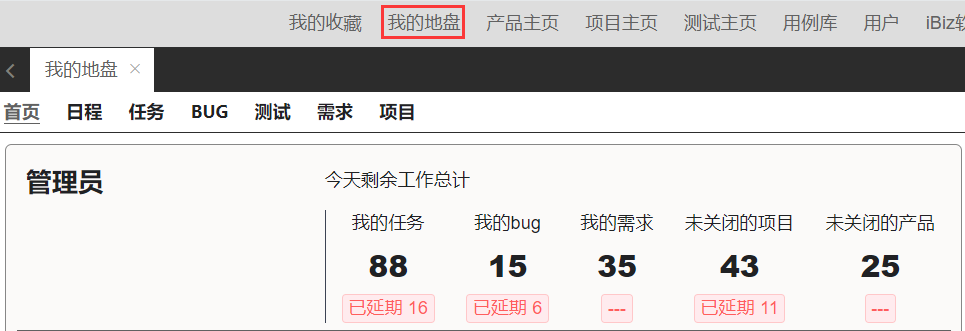 我的收藏 我的地盘 产品主页 项目主页 测试主页 用例库 用户 iBiz软
我的地盘 ×
首页 日程 任务 BUG 测试 需求 项目
管理员 今天剩余工作总计
我的任务 我的bug 我的需求 未关闭的项目 未关闭的产品
88 15 35 43 25
已延期 16 已延期 6 --- 已延期 11 ---